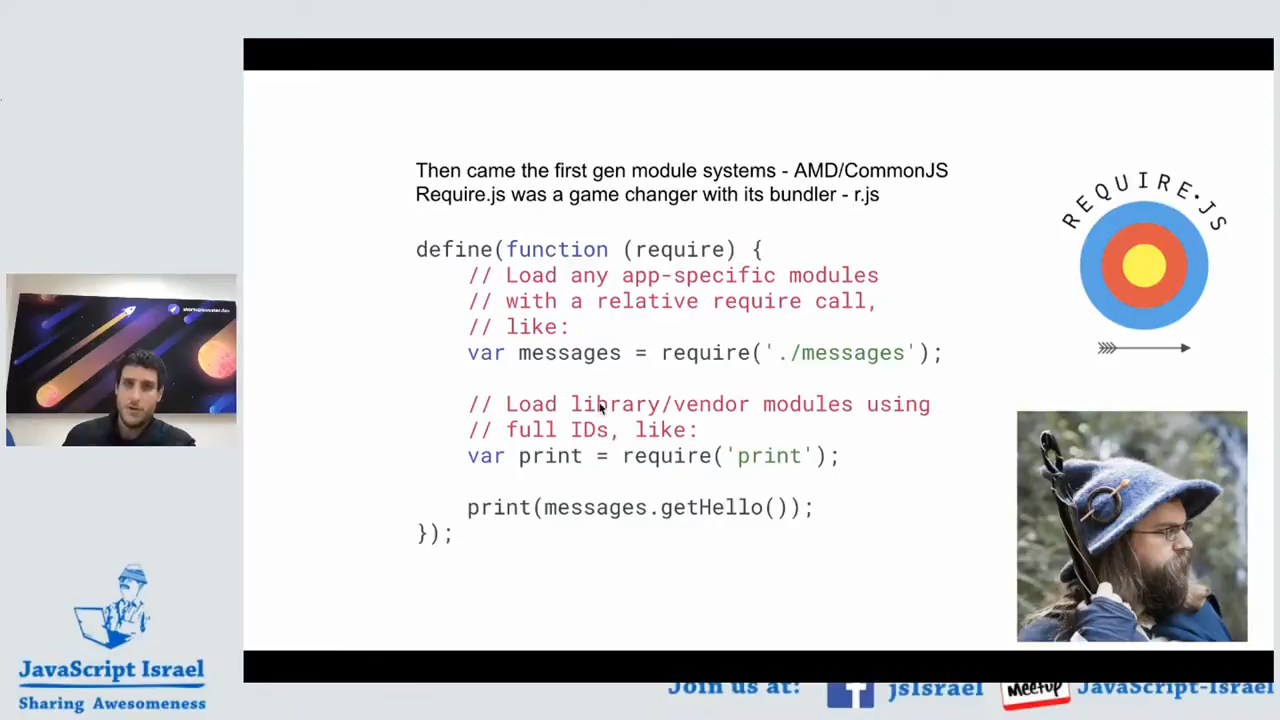 Then came the first gen module systems - AMD/CommonJS
Require.js was a game changer with its bundler - r.js
define(function (require) {
// Load any app-specific modules
// with a relative require call,
// like:
var messages = require('./messages');
// Load library/vendor modules using
// full IDs, like:
var print = require('print');
print(messages.getHello());
});
REQUIRE.JS
startupbooster.dev
JavaScript Israel
Sharing Awesomeness
Join us at:
jsIsrael
Meetup
JavaScript-Israel